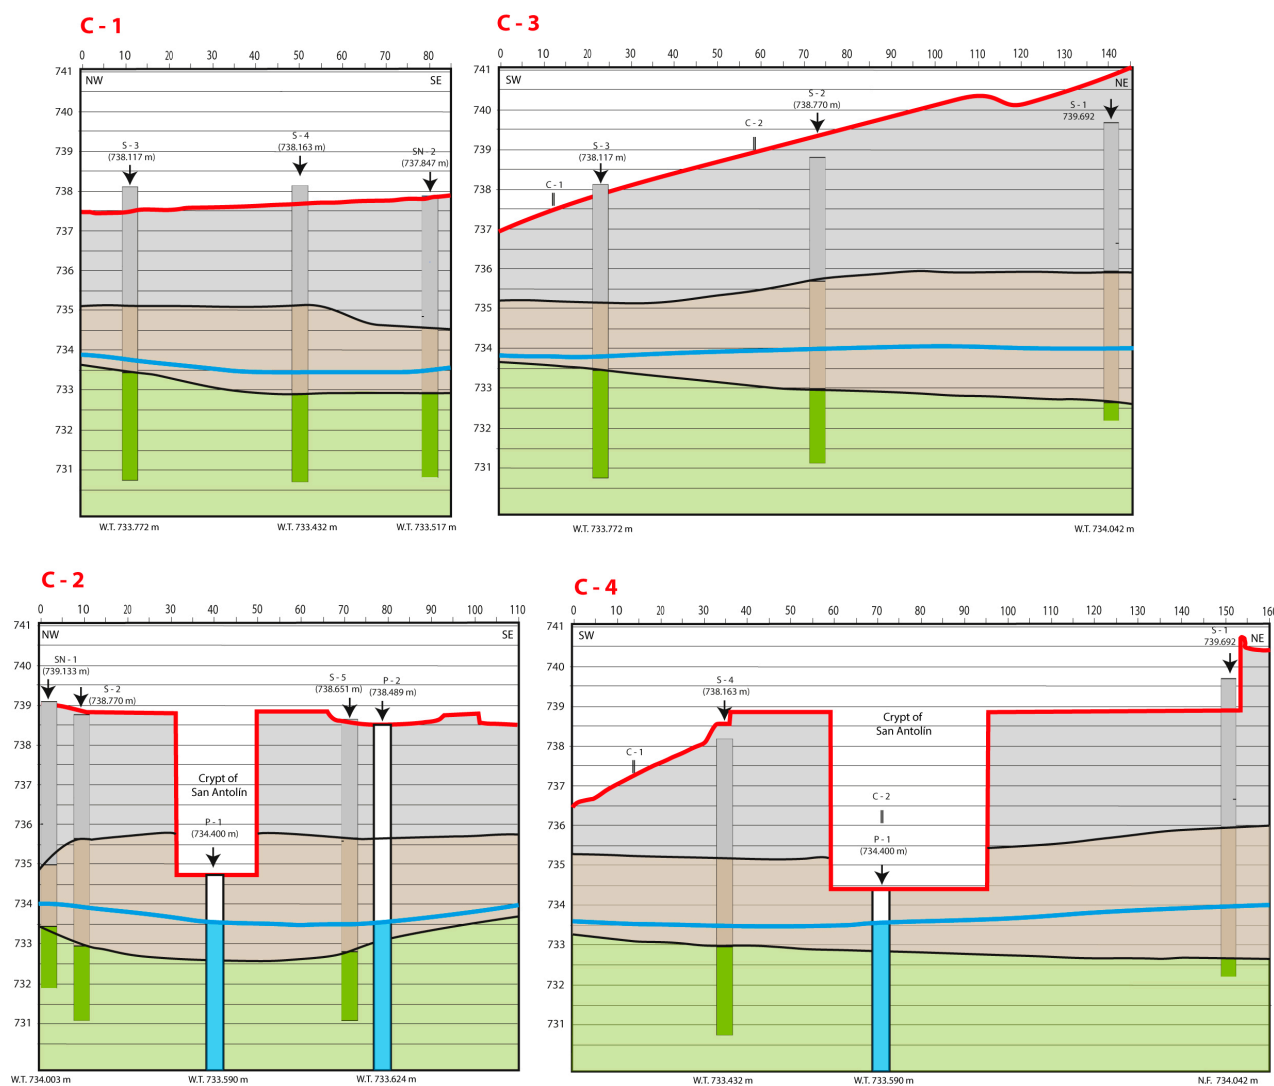 C - 1
0 10 20 30 40 50 60 70 80
NW SE
741
740
739
738
737
736
735
734
733
732
731
S - 3
(738.117 m)
S - 4
(738.163 m)
SN - 2
(737.847 m)
W.T. 733.772 m W.T. 733.432 m W.T. 733.517 m
C - 3
0 10 20 30 40 50 60 70 80 90 100 110 120 130 140
SW NE
741
740
739
738
737
736
735
734
733
732
731
C - 1
S - 3
(738.117 m)
C - 2
S - 2
(738.770 m)
S - 1
739.692
W.T. 733.772 m W.T. 734.042 m
C - 2
0 10 20 30 40 50 60 70 80 90 100 110
NW SE
741
740
739
738
737
736
735
734
733
732
731
SN - 1
(739.133 m)
S - 2
(738.770 m)
Crypt of
San Antolín
P - 1
(734.400 m)
S - 5
(738.651 m)
P - 2
(738.489 m)
W.T. 734.003 m W.T. 733.590 m W.T. 733.624 m
C - 4
0 10 20 30 40 50 60 70 80 90 100 110 120 130 140 150 160
SW NE
741
740
739
738
737
736
735
734
733
732
731
C - 1
S - 4
(738.163 m)
Crypt of
San Antolín
C - 2
P - 1
(734.400 m)
S - 1
739.692
W.T. 733.432 m W.T. 733.590 m N.F. 734.042 m